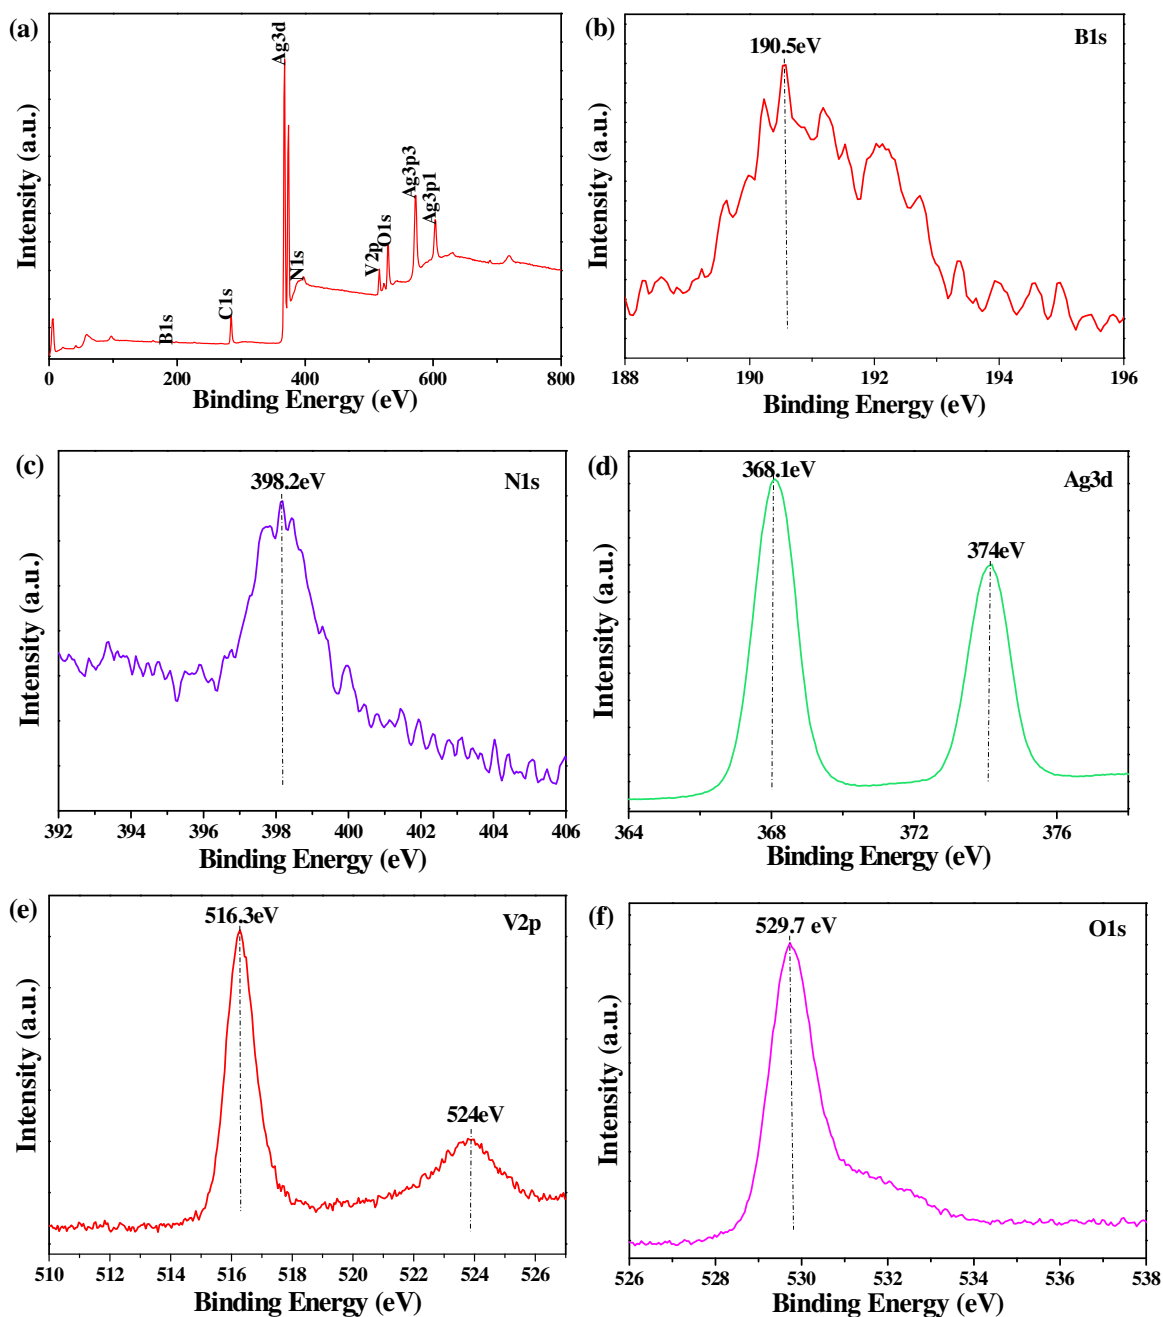 (a)
Ag3d
Ag3p3
Ag3p1
O1s
V2p
N1s
C1s
B1s
Intensity (a.u.)
0 200 400 600 800
Binding Energy (eV)
(b)
190.5eV
B1s
Intensity (a.u.)
188 190 192 194 196
Binding Energy (eV)
(c)
398.2eV
N1s
Intensity (a.u.)
392 394 396 398 400 402 404 406
Binding Energy (eV)
(d)
368.1eV
Ag3d
374eV
Intensity (a.u.)
364 368 372 376
Binding Energy (eV)
(e)
516.3eV
V2p
524eV
Intensity (a.u.)
510 512 514 516 518 520 522 524 526
Binding Energy (eV)
(f)
529.7 eV
O1s
Intensity (a.u.)
526 528 530 532 534 536 538
Binding Energy (eV)